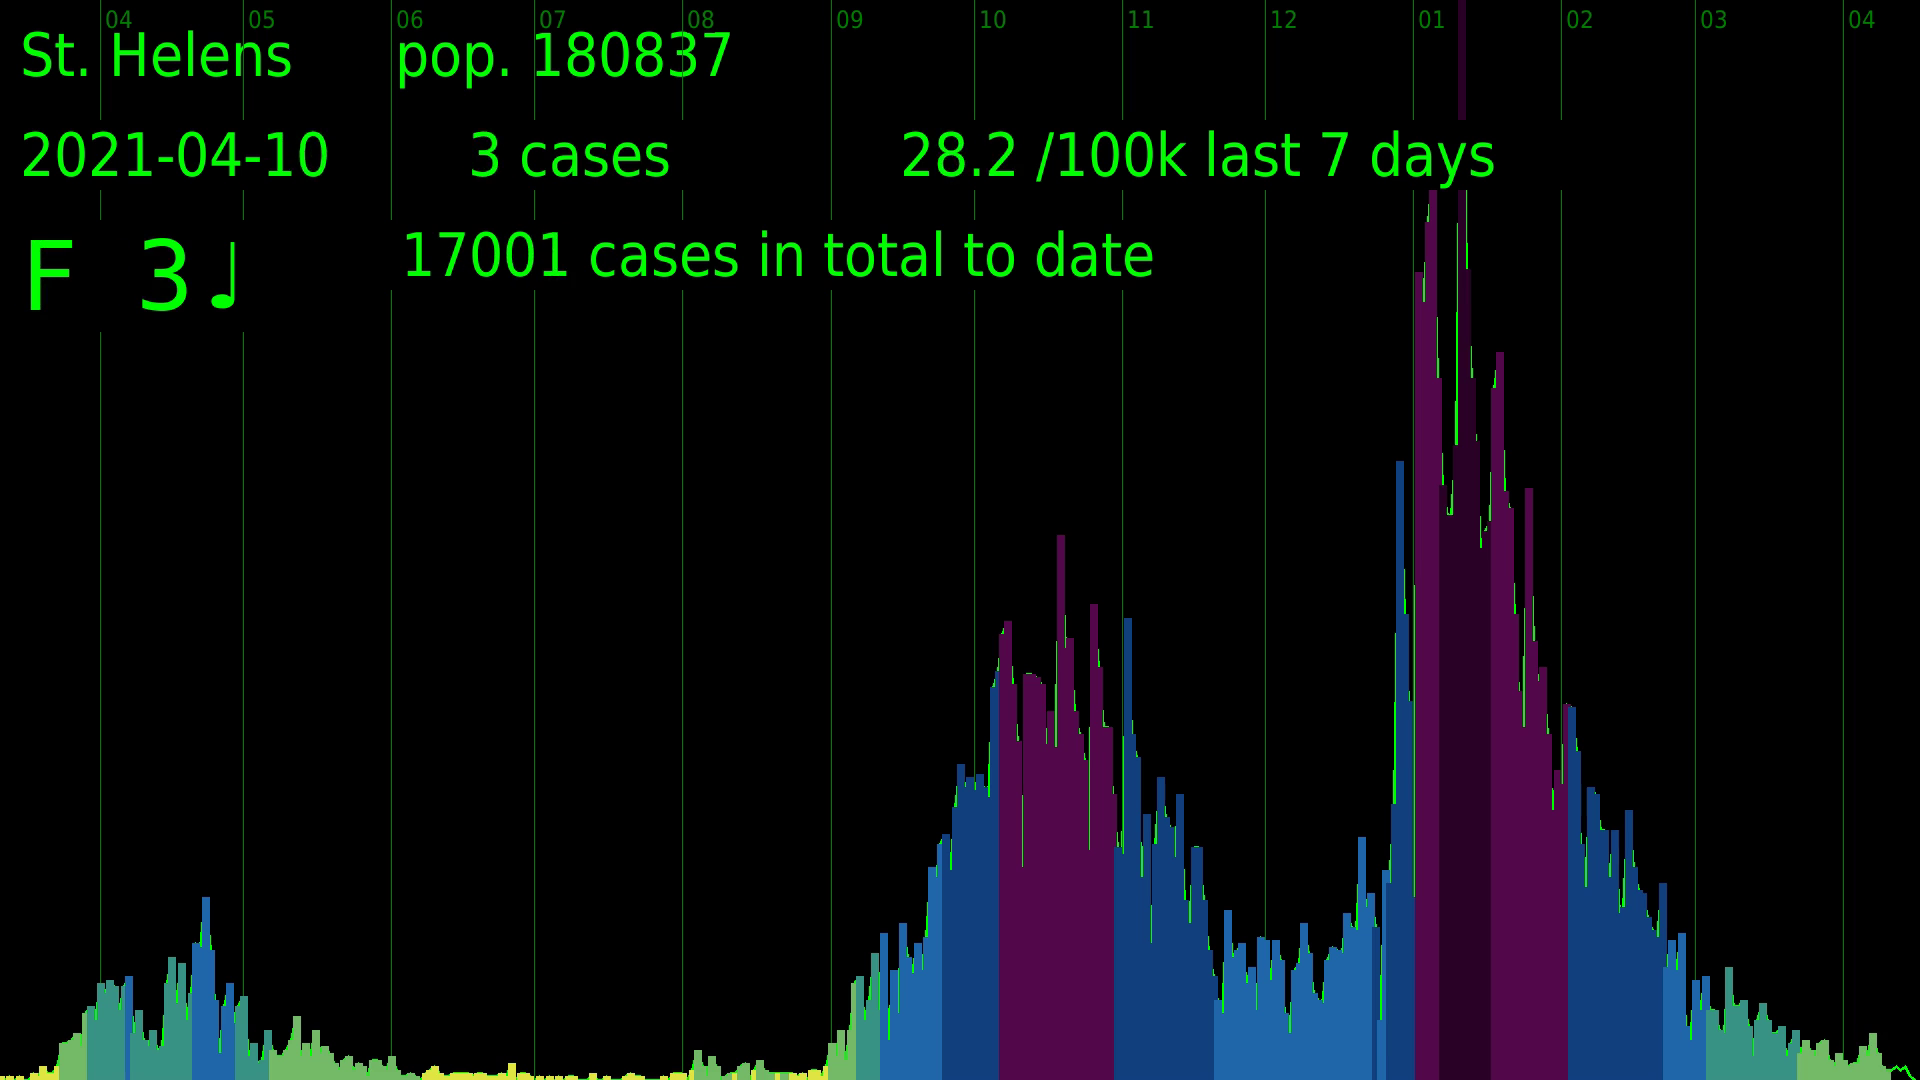 04 05 06 07 08 09 10 11 12 01 02 03 04
St. Helens pop. 180837
2021-04-10 3 cases 28.2 /100k last 7 days
F 3♩ 17001 cases in total to date